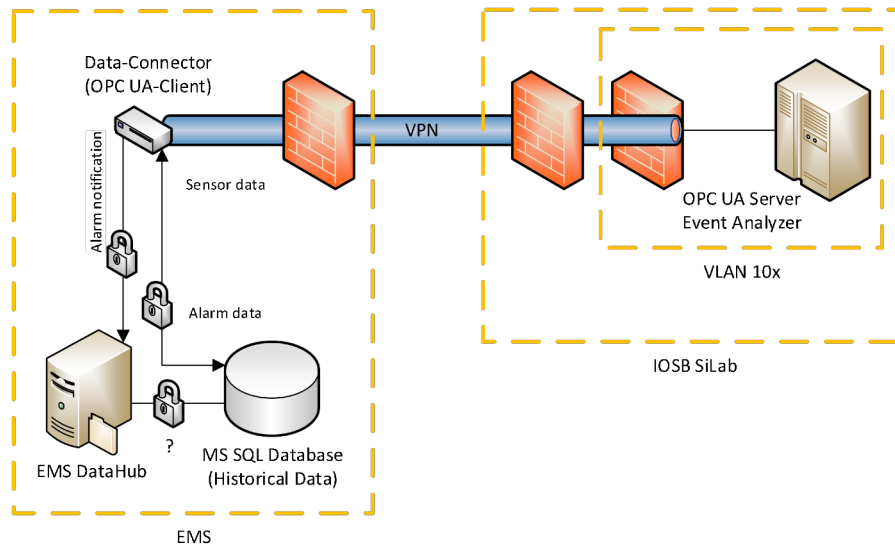 Data-Connector
(OPC UA-Client)
VPN
Alarm notification
Sensor data
OPC UA Server
Event Analyzer
VLAN 10x
Alarm data
IOSB SiLab
?
MS SQL Database
(Historical Data)
EMS DataHub
EMS